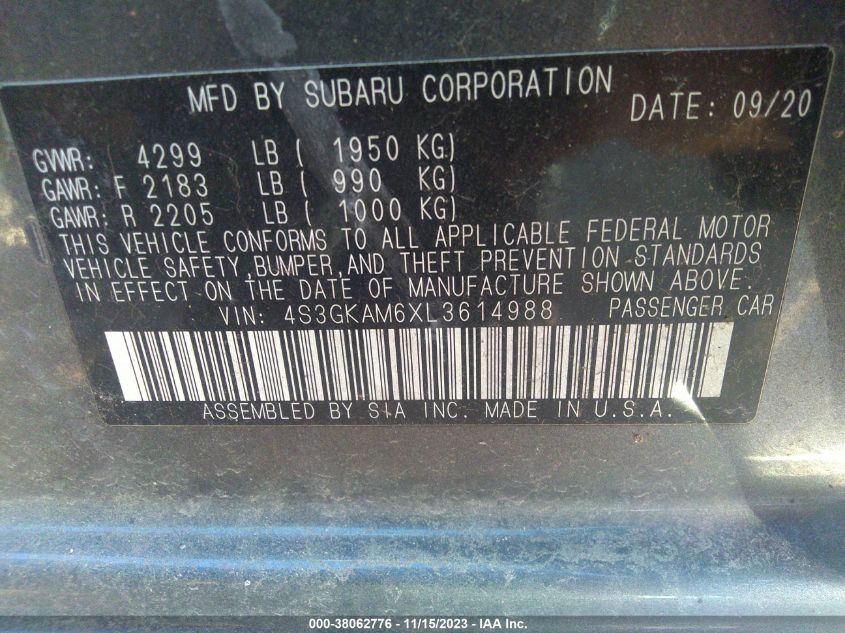 MFD BY SUBARU CORPORATION DATE: 09/20
GVWR: 4299 LB ( 1950 KG)
GAWR: F 2183 LB ( 990 KG)
GAWR: R 2205 LB ( 1000 KG)
THIS VEHICLE CONFORMS TO ALL APPLICABLE FEDERAL MOTOR
VEHICLE SAFETY,BUMPER,AND THEFT PREVENTION STANDARDS
IN EFFECT ON THE DATE OF MANUFACTURE SHOWN ABOVE.
VIN: 4S3GKAM6XL3614988 PASSENGER CAR
ASSEMBLED BY SIA INC. MADE IN U.S.A.
000-38062776 - 11/15/2023 - IAA Inc.